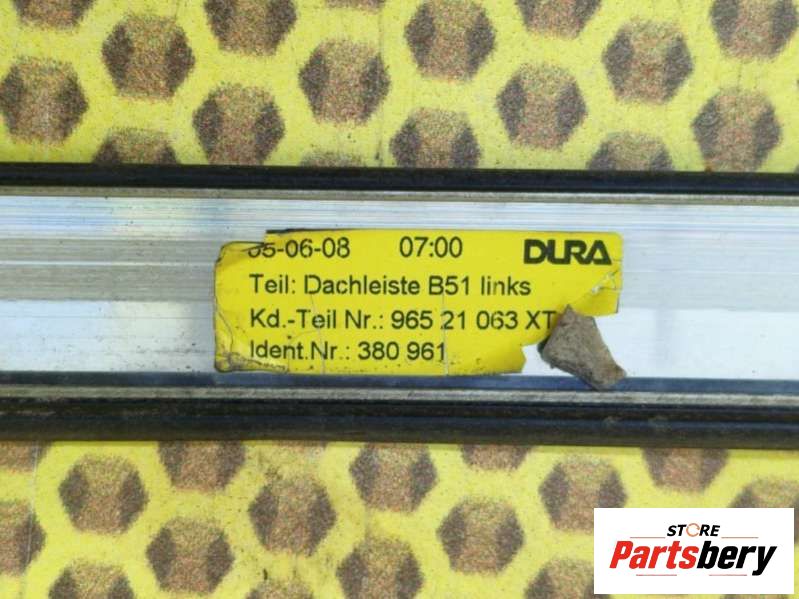 05-06-08 07:00 DURA
Teil: Dachleiste B51 links
Kd.-Teil Nr.: 965 21 063 XT
Ident.Nr.: 380 961
STORE
Partsbery